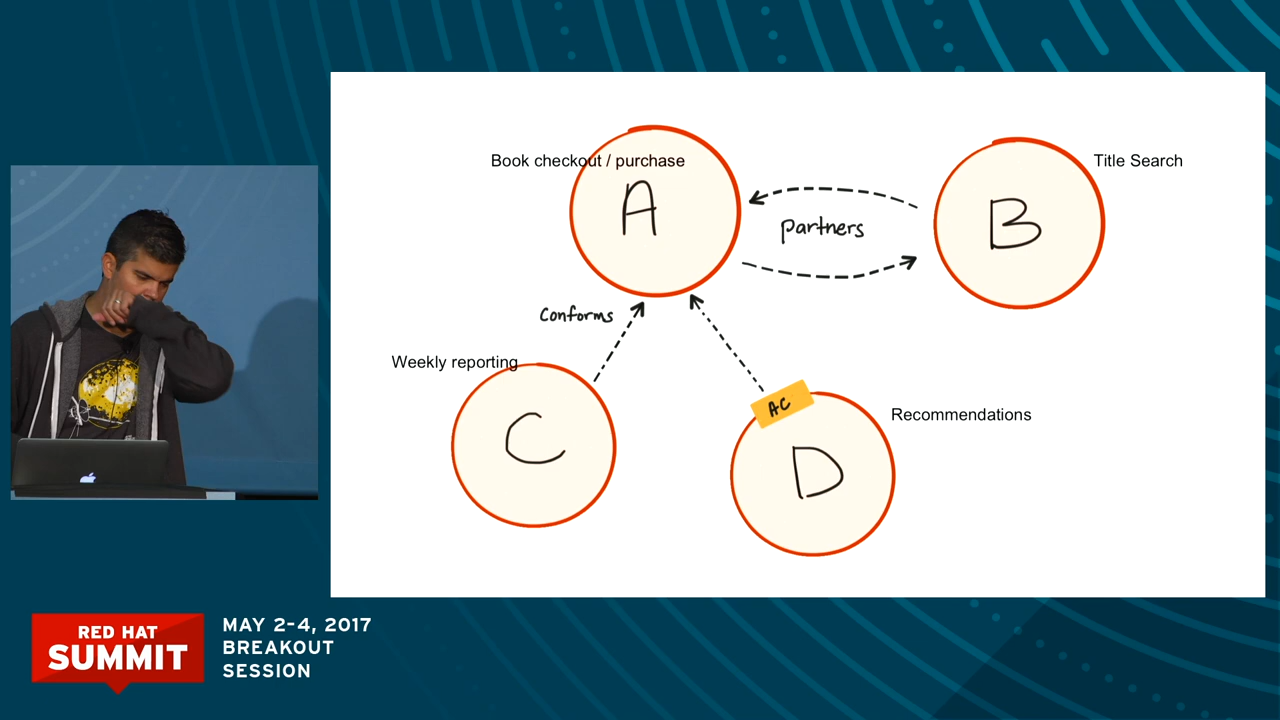 Book checkout / purchase
A
Title Search
B
partners
Conforms
Weekly reporting
C
AC
D
Recommendations
RED HAT
SUMMIT
MAY 2-4, 2017
BREAKOUT
SESSION